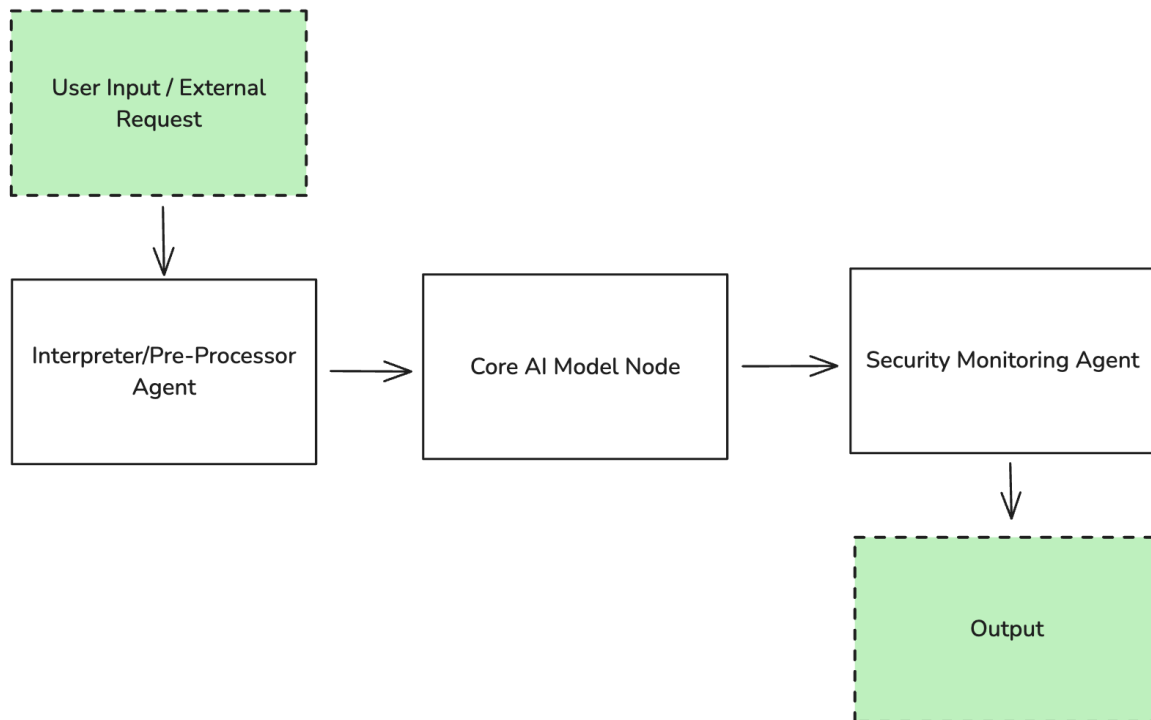 User Input / External
Request
Interpreter/Pre-Processor
Agent
Core AI Model Node
Security Monitoring Agent
Output